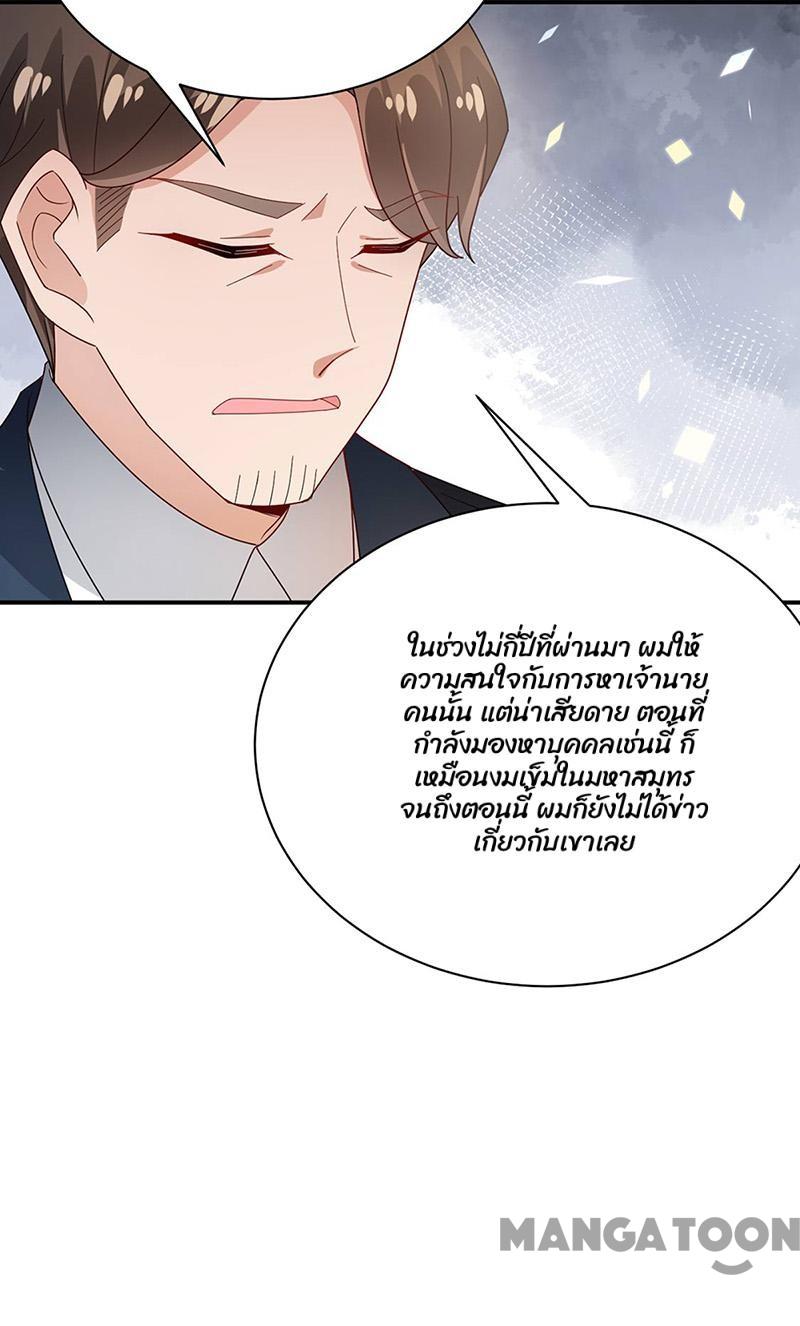 ในช่วงไม่กี่ปีที่ผ่านมา ผมให้
ความสนใจกับการหาเจ้านาย
คนนั้น แต่น่าเสียดาย ตอนที่
กำลังมองหาบุคคลเช่นนี้ ก็
เหมือนงมเข็มในมหาสมุทร
จนถึงตอนนี้ ผมก็ยังไม่ได้ข่าว
เกี่ยวกับเขาเลย
MANGATOON